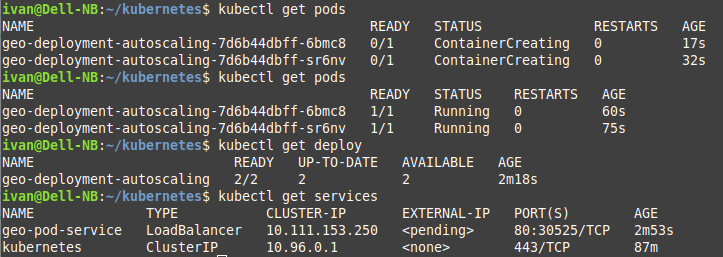 ivan@Dell-NB:~/kubernetes$ kubectl get pods
NAME READY STATUS RESTARTS AGE
geo-deployment-autoscaling-7d6b44dbff-6bmc8 0/1 ContainerCreating 0 17s
geo-deployment-autoscaling-7d6b44dbff-sr6nv 0/1 ContainerCreating 0 32s
ivan@Dell-NB:~/kubernetes$ kubectl get pods
NAME READY STATUS RESTARTS AGE
geo-deployment-autoscaling-7d6b44dbff-6bmc8 1/1 Running 0 60s
geo-deployment-autoscaling-7d6b44dbff-sr6nv 1/1 Running 0 75s
ivan@Dell-NB:~/kubernetes$ kubectl get deploy
NAME READY UP-TO-DATE AVAILABLE AGE
geo-deployment-autoscaling 2/2 2 2 2m18s
ivan@Dell-NB:~/kubernetes$ kubectl get services
NAME TYPE CLUSTER-IP EXTERNAL-IP PORT(S) AGE
geo-pod-service LoadBalancer 10.111.153.250 <pending> 80:30525/TCP 2m53s
kubernetes ClusterIP 10.96.0.1 <none> 443/TCP 87m